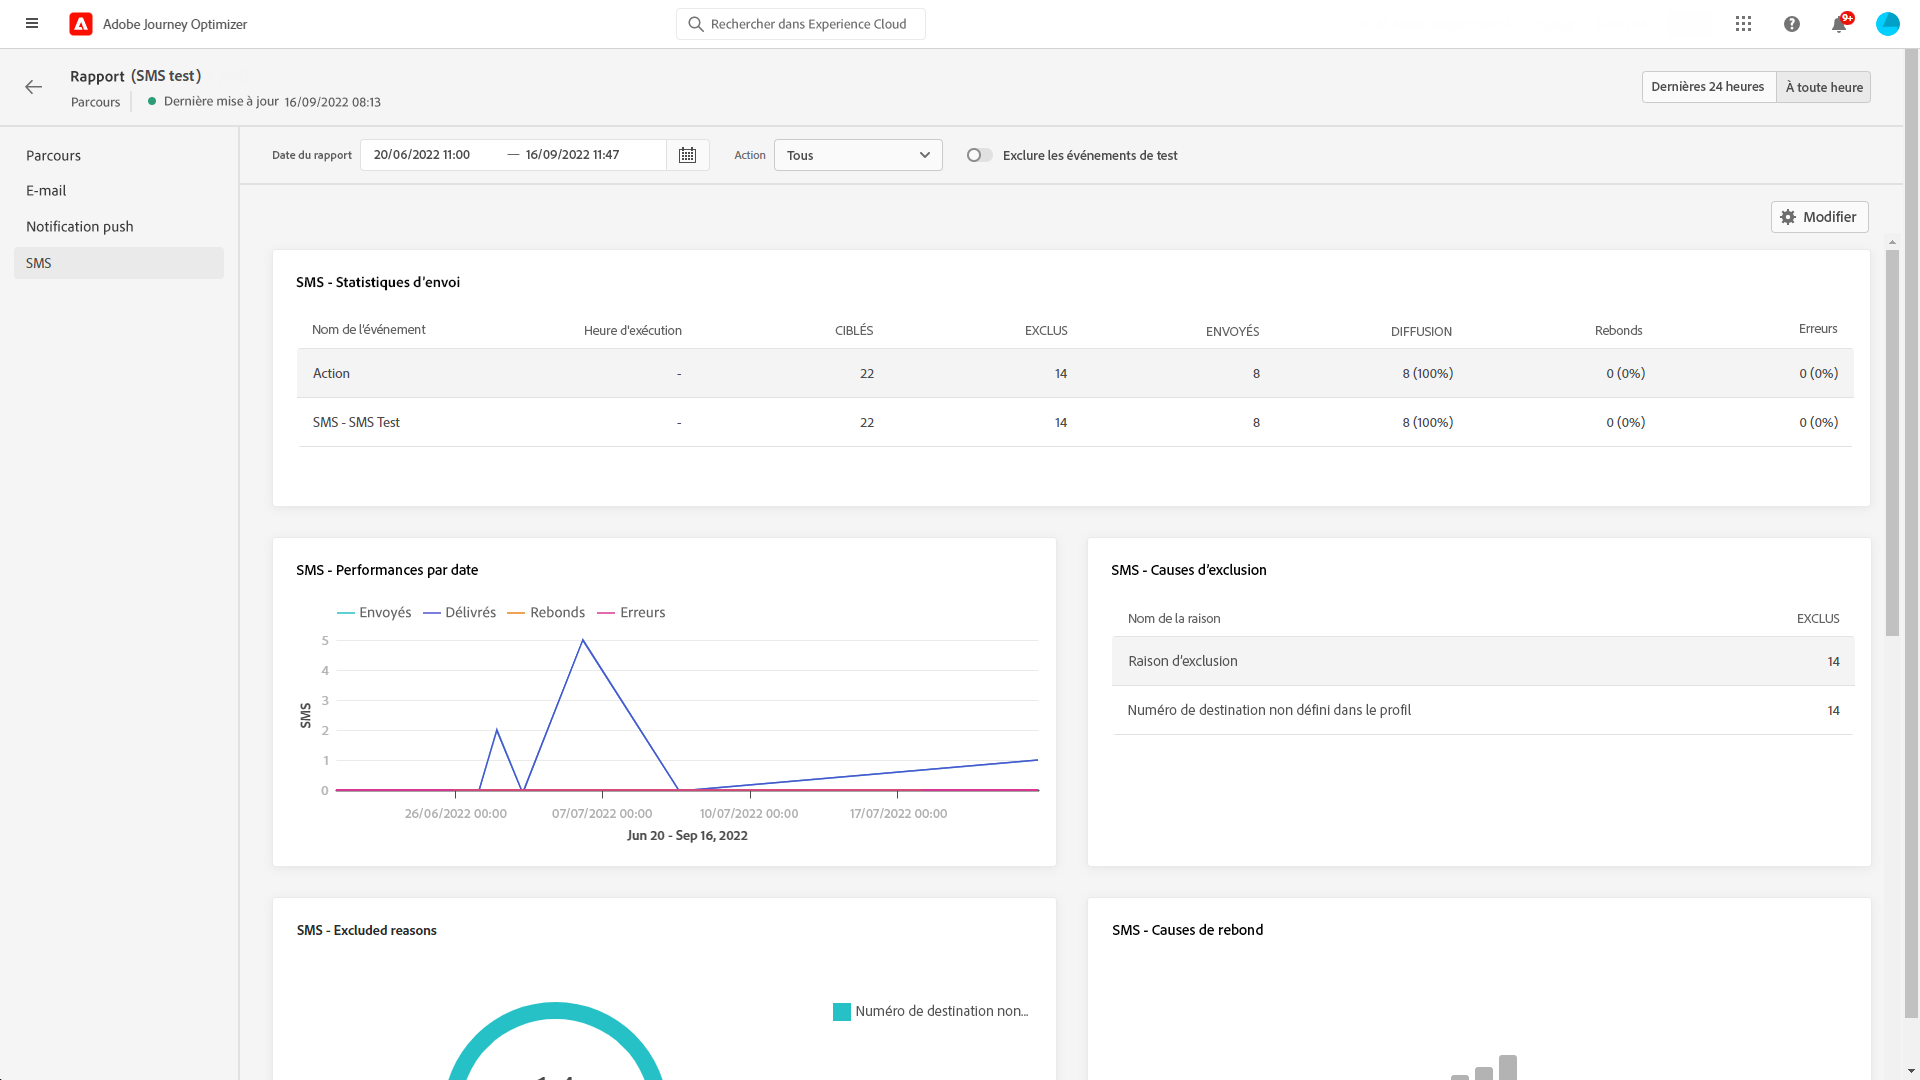 Adobe Journey Optimizer
Rechercher dans Experience Cloud
9+
Rapport (SMS test)
Parcours
Dernière mise à jour 16/09/2022 08:13
Dernières 24 heures
À toute heure
Parcours
E-mail
Notification push
SMS
Date du rapport
20/06/2022 11:00 — 16/09/2022 11:47
Action
Tous
Exclure les événements de test
Modifier
SMS - Statistiques d'envoi
Nom de l'événement Heure d'exécution CIBLÉS EXCLUS ENVOYÉS DIFFUSION Rebonds Erreurs
Action - 22 14 8 8 (100%) 0 (0%) 0 (0%)
SMS - SMS Test - 22 14 8 8 (100%) 0 (0%) 0 (0%)
SMS - Performances par date
Envoyés Délivrés Rebonds Erreurs
5
4
3
2
1
0
SMS
26/06/2022 00:00 07/07/2022 00:00 10/07/2022 00:00 17/07/2022 00:00
Jun 20 - Sep 16, 2022
SMS - Causes d'exclusion
Nom de la raison EXCLUS
Raison d'exclusion 14
Numéro de destination non défini dans le profil 14
SMS - Excluded reasons
Numéro de destination non...
SMS - Causes de rebond